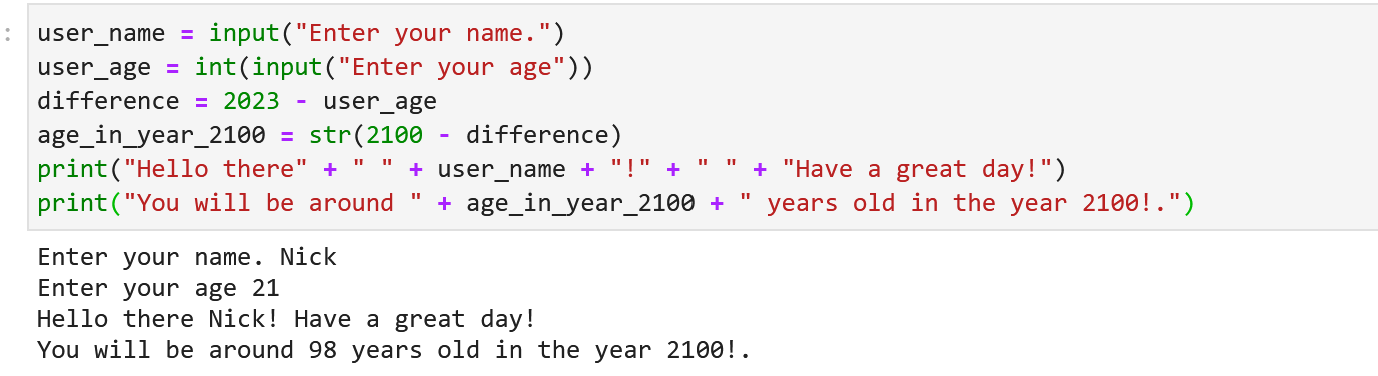 :
user_name = input("Enter your name.")
user_age = int(input("Enter your age"))
difference = 2023 - user_age
age_in_year_2100 = str(2100 - difference)
print("Hello there" + " " + user_name + "!" + " " + "Have a great day!")
print("You will be around " + age_in_year_2100 + " years old in the year 2100!.")
Enter your name. Nick
Enter your age 21
Hello there Nick! Have a great day!
You will be around 98 years old in the year 2100!.